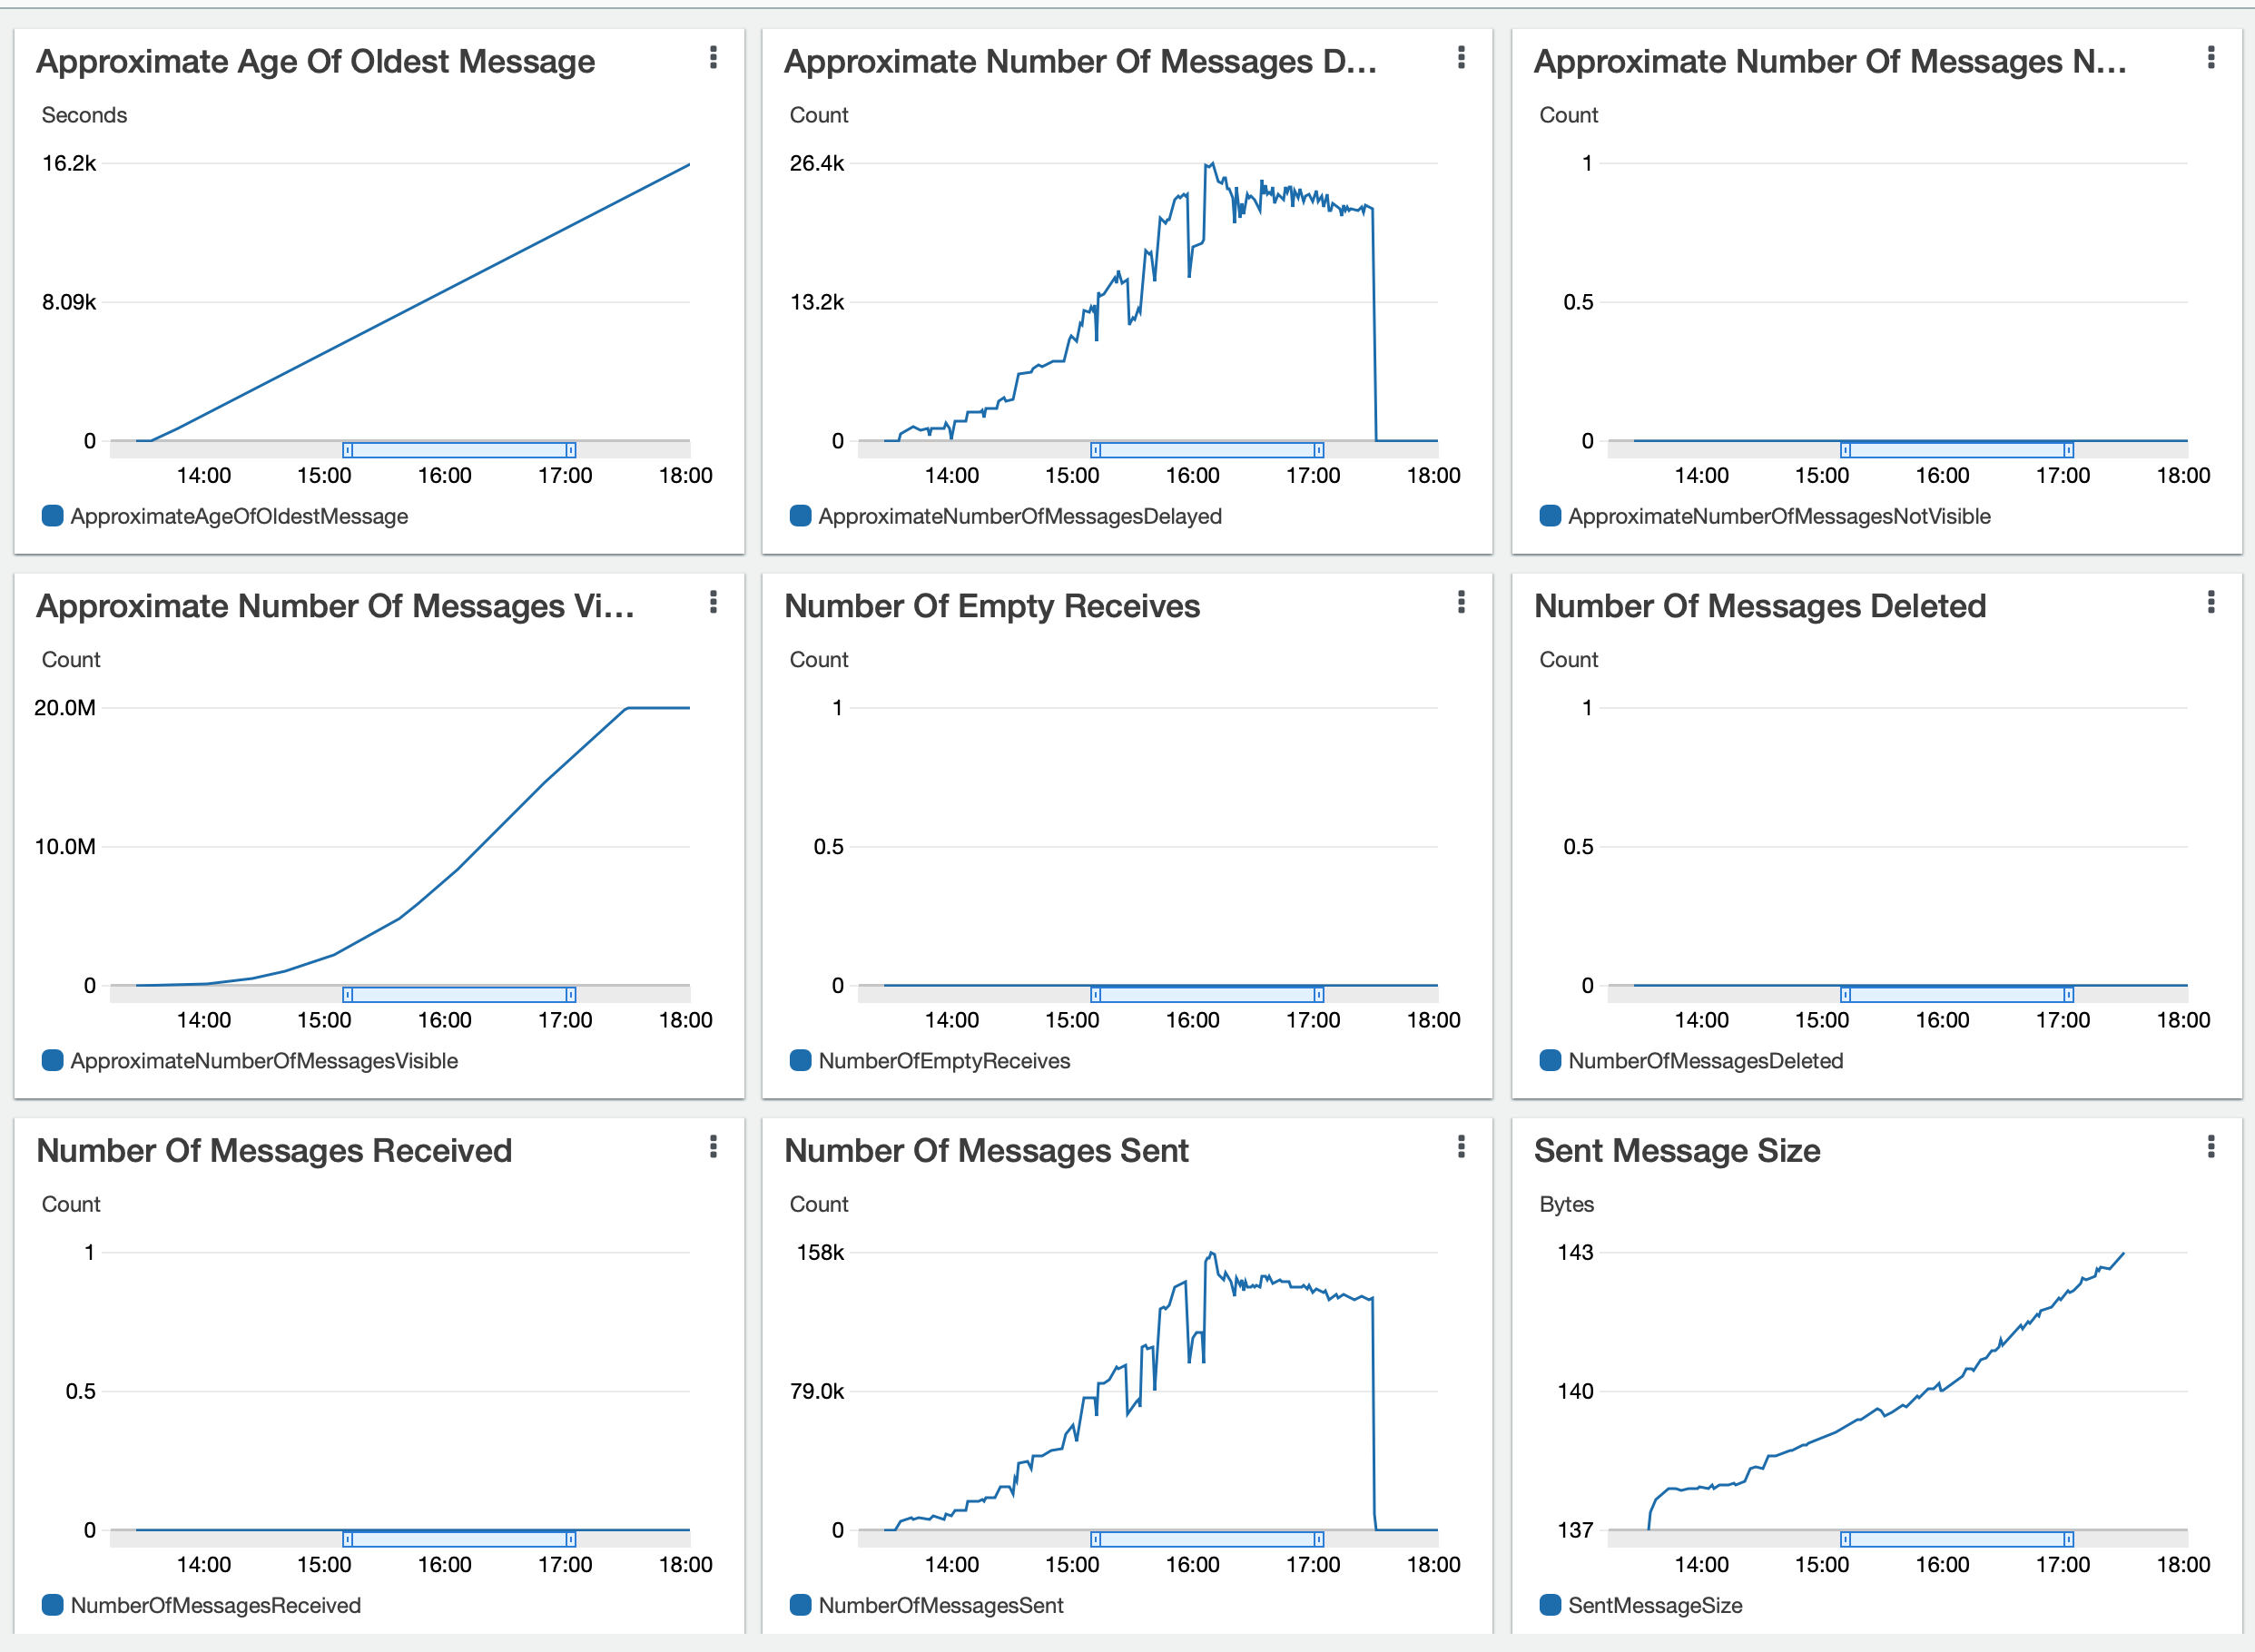 Approximate Age Of Oldest Message
Seconds
16.2k
8.09k
0
14:00 15:00 16:00 17:00 18:00
ApproximateAgeOfOldestMessage
Approximate Number Of Messages D...
Count
26.4k
13.2k
0
14:00 15:00 16:00 17:00 18:00
ApproximateNumberOfMessagesDelayed
Approximate Number Of Messages N...
Count
1
0.5
0
14:00 15:00 16:00 17:00 18:00
ApproximateNumberOfMessagesNotVisible
Approximate Number Of Messages Vi...
Count
20.0M
10.0M
0
14:00 15:00 16:00 17:00 18:00
ApproximateNumberOfMessagesVisible
Number Of Empty Receives
Count
1
0.5
0
14:00 15:00 16:00 17:00 18:00
NumberOfEmptyReceives
Number Of Messages Deleted
Count
1
0.5
0
14:00 15:00 16:00 17:00 18:00
NumberOfMessagesDeleted
Number Of Messages Received
Count
1
0.5
0
14:00 15:00 16:00 17:00 18:00
NumberOfMessagesReceived
Number Of Messages Sent
Count
158k
79.0k
0
14:00 15:00 16:00 17:00 18:00
NumberOfMessagesSent
Sent Message Size
Bytes
143
140
137
14:00 15:00 16:00 17:00 18:00
SentMessageSize